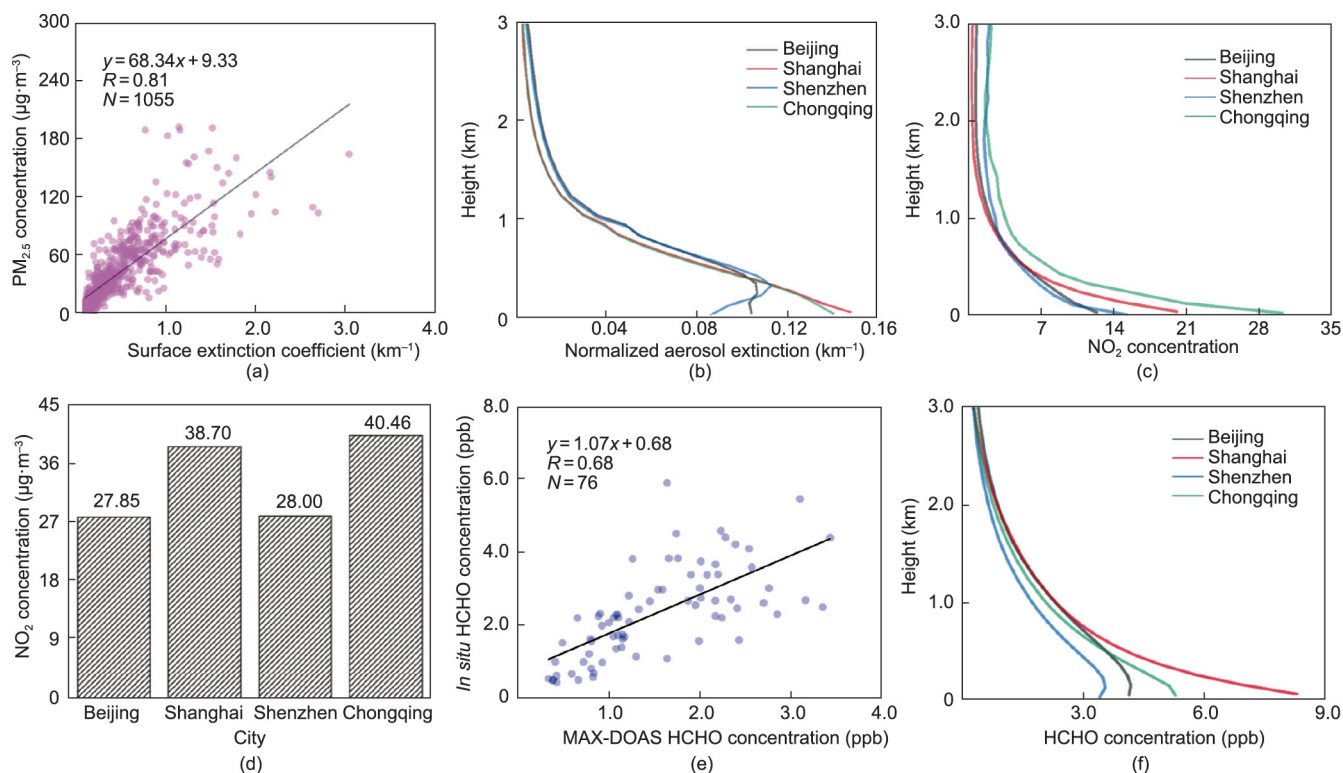 300
240
180
120
60
0
PM2.5 concentration (μg·m−3)
y = 68.34x + 9.33
R = 0.81
N = 1055
1.0
2.0
3.0
4.0
Surface extinction coefficient (km−1)
(a)
3
2
1
0
Height (km)
Beijing
Shanghai
Shenzhen
Chongqing
0.04
0.08
0.12
0.16
Normalized aerosol extinction (km−1)
(b)
3.0
2.0
1.0
0
Height (km)
Beijing
Shanghai
Shenzhen
Chongqing
7
14
21
28
35
NO2 concentration
(c)
45
36
27
18
9
0
NO2 concentration (μg·m−3)
27.85
38.70
28.00
40.46
Beijing
Shanghai
Shenzhen
Chongqing
City
(d)
8.0
6.0
4.0
2.0
0
In situ HCHO concentration (ppb)
y = 1.07x + 0.68
R = 0.68
N = 76
1.0
2.0
3.0
4.0
MAX-DOAS HCHO concentration (ppb)
(e)
3.0
2.0
1.0
0
Height (km)
Beijing
Shanghai
Shenzhen
Chongqing
3.0
6.0
9.0
HCHO concentration (ppb)
(f)